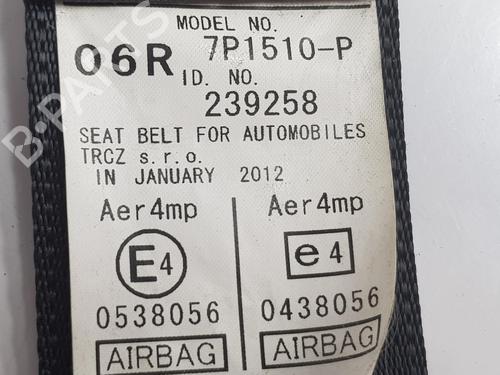 MODEL NO.
06R 7P1510-P
ID. NO.
239258
SEAT BELT FOR AUTOMOBILES
TRCZ s.r.o.
IN JANUARY 2012
Aer4mp Aer4mp
E4 e4
0538056 0438056
AIRBAG AIRBAG
B-PARTS